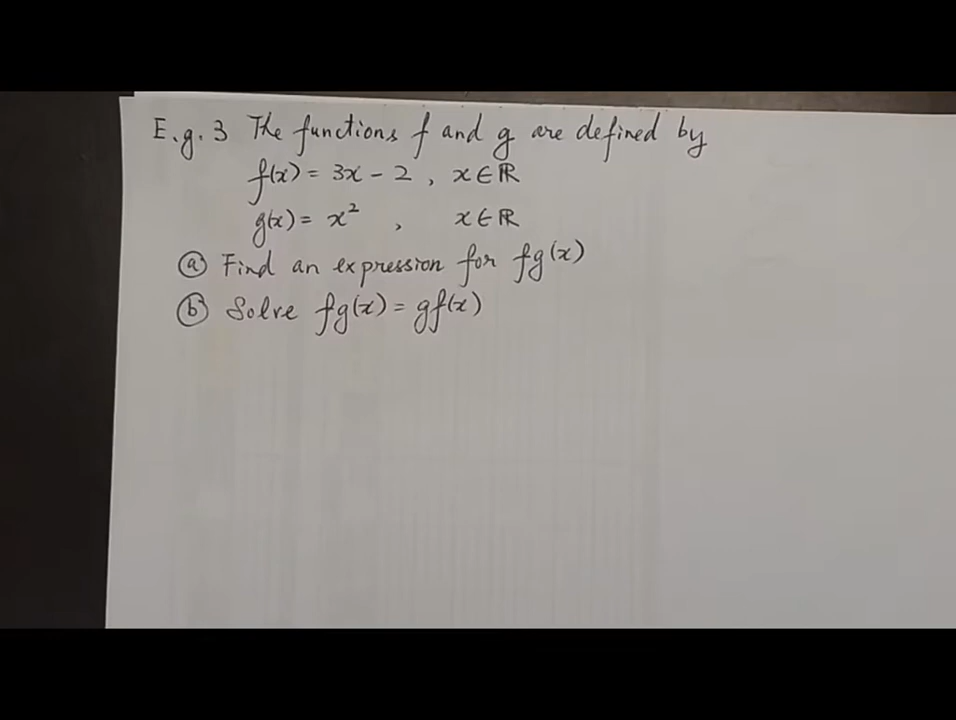 E.g. 3 The functions f and g are defined by
f(x) = 3x - 2 , x ∈ ℝ
g(x) = x² , x ∈ ℝ
ⓐ Find an expression for fg(x)
ⓑ Solve fg(x) = gf(x)